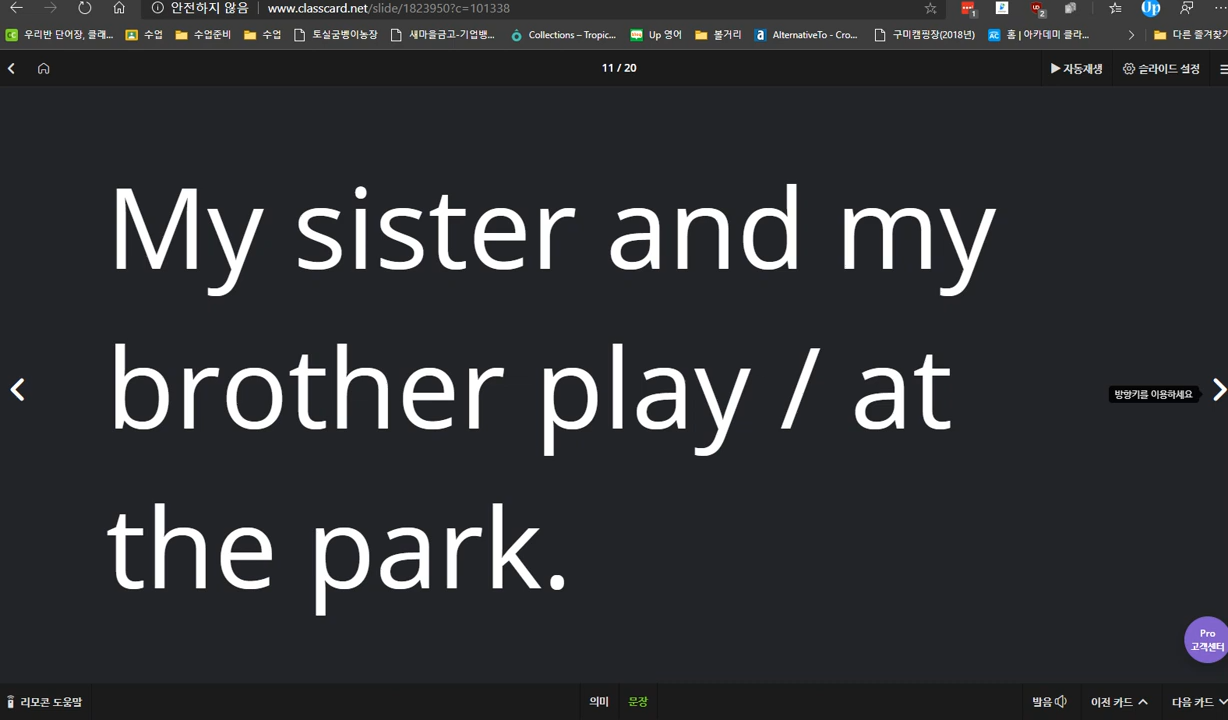 안전하지 않음 www.classcard.net/slide/1823950?c=101338
우리반 단어장, 클래... 수업 수업준비 수업 토실굼벵이농장 새마을금고-기업뱅... Collections – Tropic... Up 영어 볼거리 AlternativeTo - Cro... 구미캠핑장(2018년) 홈 | 아카데미 클라... 다른 즐겨찾기
11 / 20 자동재생 슬라이드 설정
My sister and my
brother play / at
방향키를 이용하세요
the park.
Pro
고객센터
리모콘 도움말 의미 문장 발음 이전 카드 다음 카드